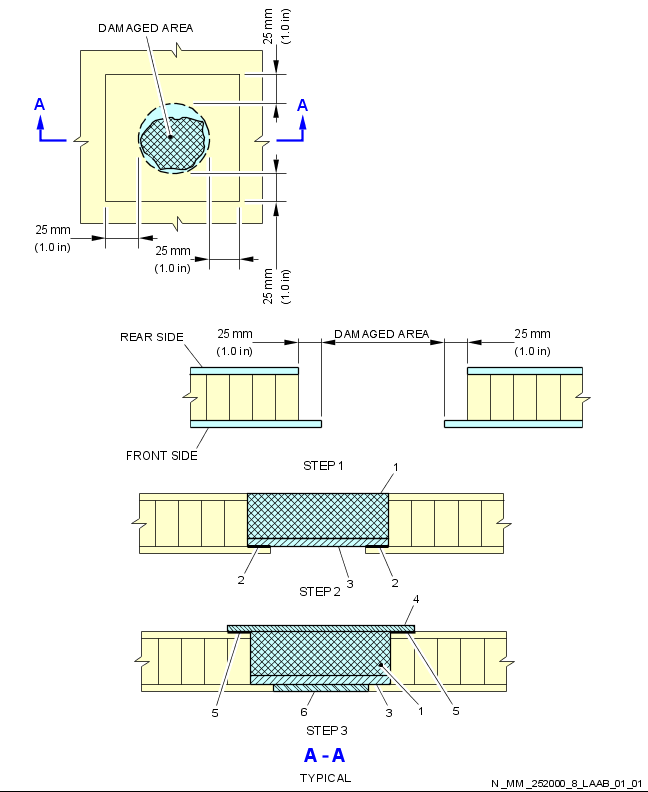 DAMAGED AREA
25 mm
(1.0 in)
A
A
25 mm
(1.0 in)
25 mm
(1.0 in)
25 mm
(1.0 in)
REAR SIDE
25 mm
(1.0 in)
DAMAGED AREA
25 mm
(1.0 in)
FRONT SIDE
STEP 1
1
2
3
2
STEP 2
4
5
6
3
1
5
STEP 3
A - A
TYPICAL
N_MM_252000_8_LAAB_01_01